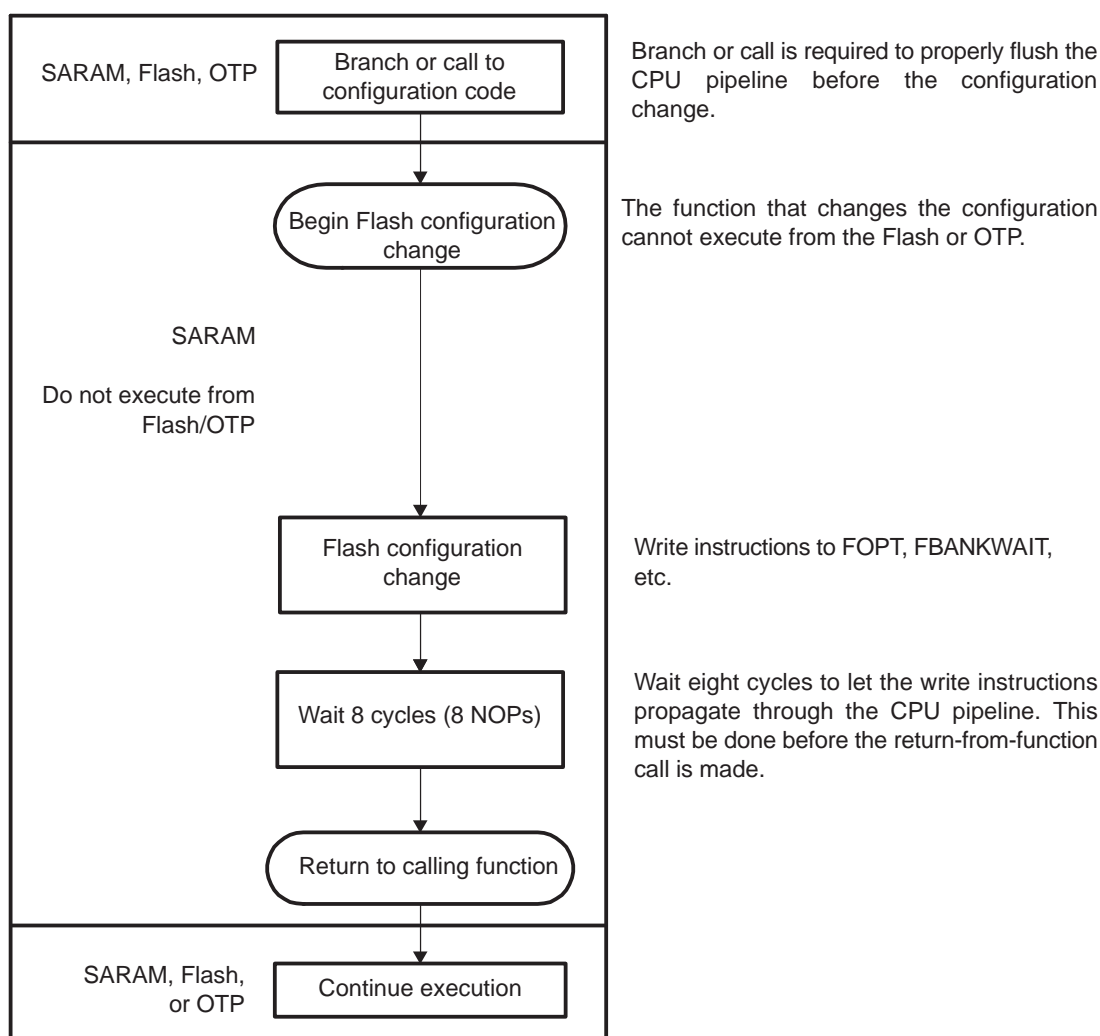 SARAM, Flash, OTP
Branch or call to
configuration code
Branch or call is required to properly flush the
CPU pipeline before the configuration
change.
Begin Flash configuration
change
The function that changes the configuration
cannot execute from the Flash or OTP.
SARAM
Do not execute from
Flash/OTP
Flash configuration
change
Write instructions to FOPT, FBANKWAIT,
etc.
Wait 8 cycles (8 NOPs)
Wait eight cycles to let the write instructions
propagate through the CPU pipeline. This
must be done before the return-from-function
call is made.
Return to calling function
SARAM, Flash,
or OTP
Continue execution